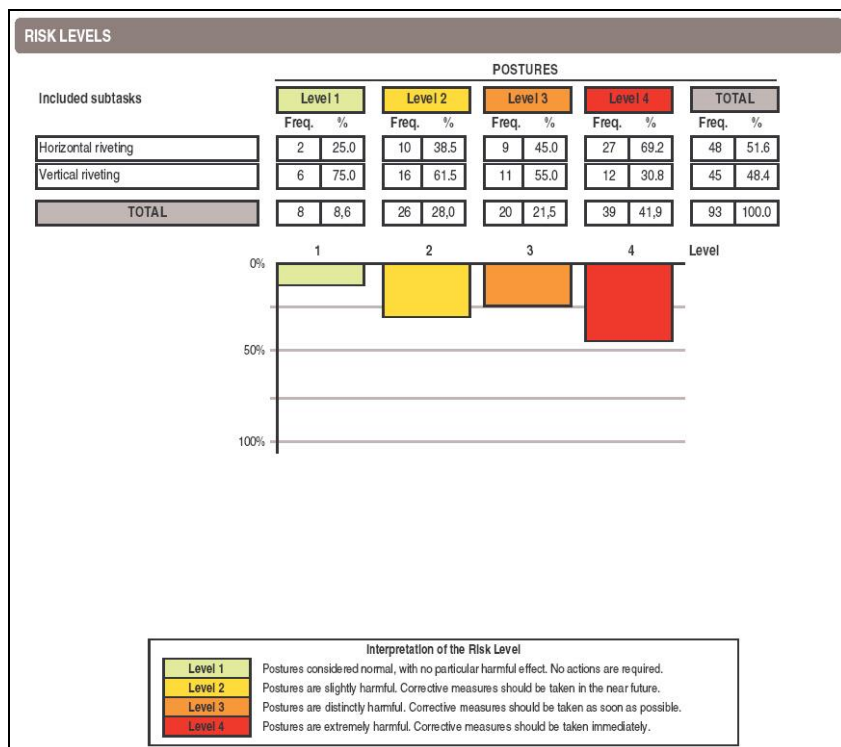 RISK LEVELS
POSTURES
Included subtasks Level 1 Level 2 Level 3 Level 4 TOTAL
Freq. % Freq. % Freq. % Freq. % Freq. %
Horizontal riveting 2 25.0 10 38.5 9 45.0 27 69.2 48 51.6
Vertical riveting 6 75.0 16 61.5 11 55.0 12 30.8 45 48.4
TOTAL 8 8,6 26 28,0 20 21,5 39 41,9 93 100.0
1 2 3 4 Level
0%
50%
100%
Interpretation of the Risk Level
Level 1 Postures considered normal, with no particular harmful effect. No actions are required.
Level 2 Postures are slightly harmful. Corrective measures should be taken in the near future.
Level 3 Postures are distinctly harmful. Corrective measures should be taken as soon as possible.
Level 4 Postures are extremely harmful. Corrective measures should be taken immediately.